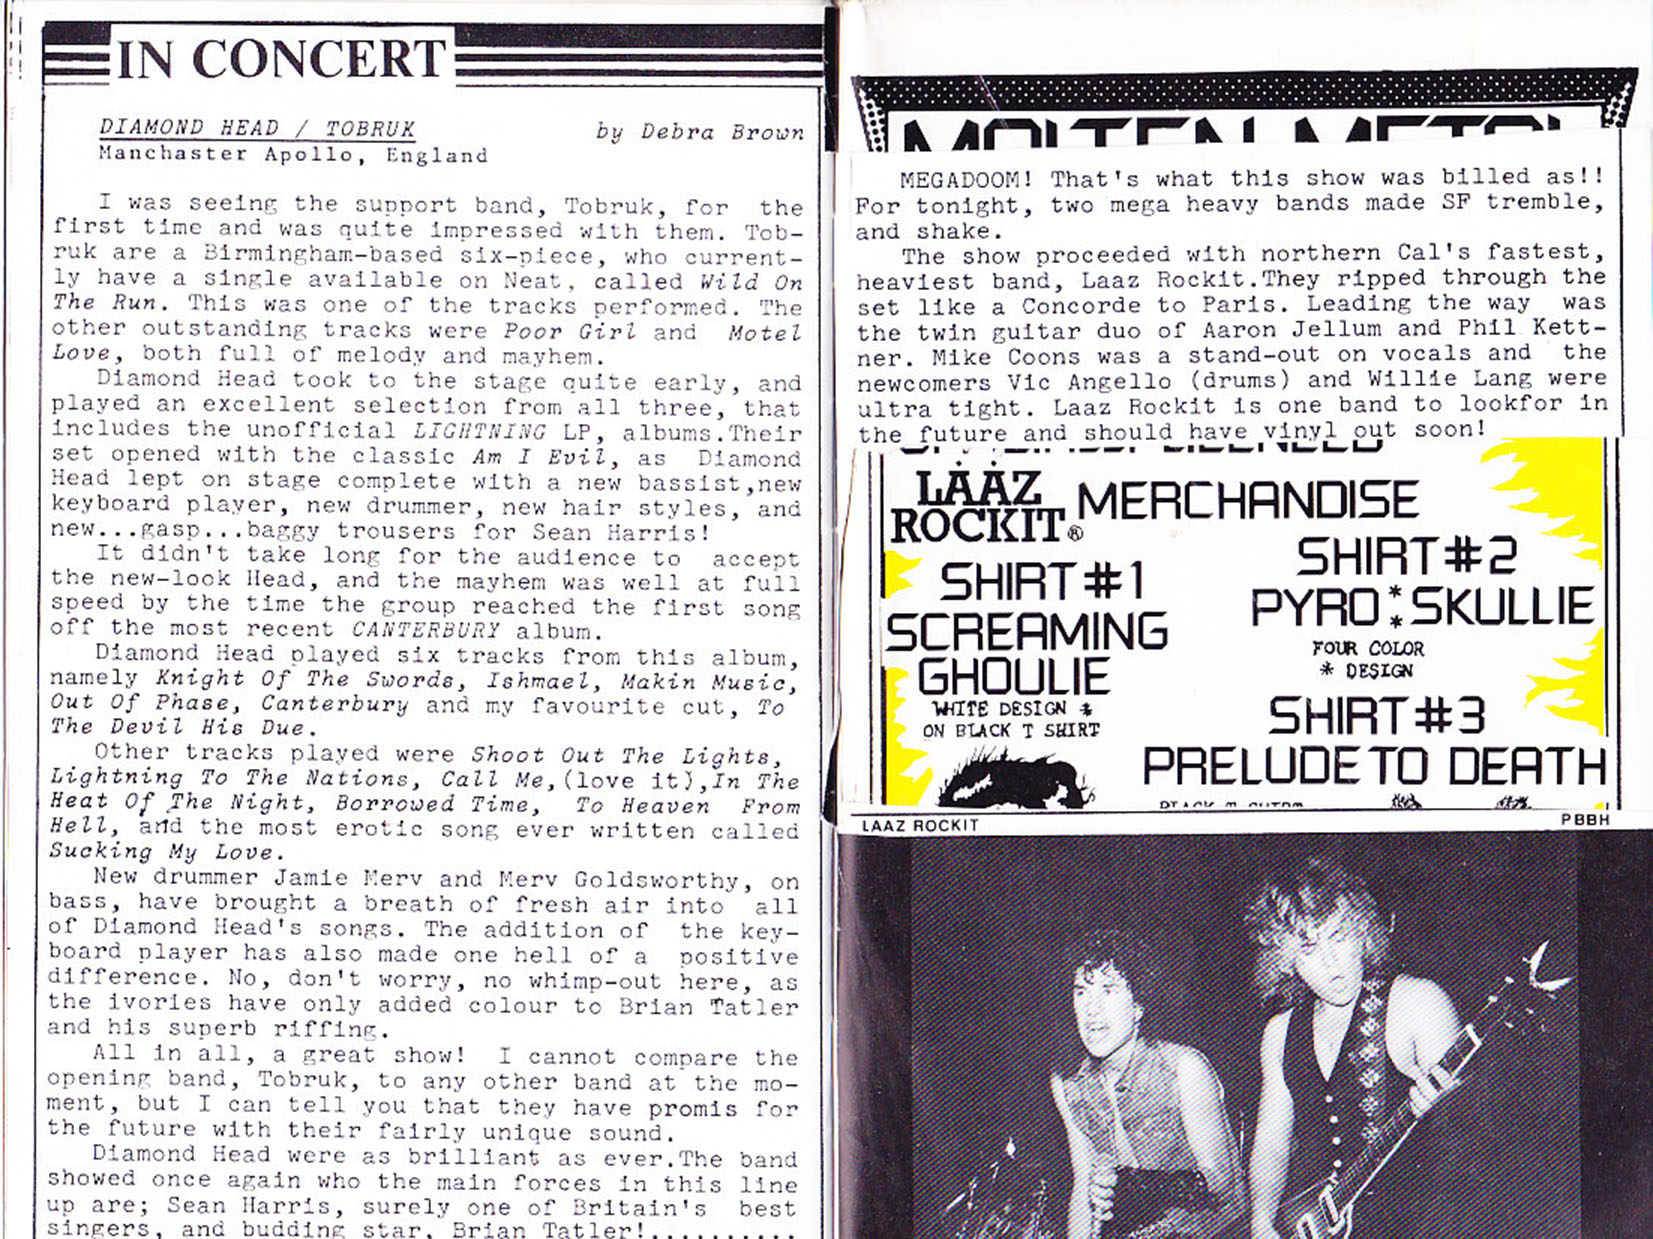 IN CONCERT
DIAMOND HEAD / TOBRUK by Debra Brown
Manchaster Apollo, England
I was seeing the support band, Tobruk, for the
first time and was quite impressed with them. Tob-
ruk are a Birmingham-based six-piece, who current-
ly have a single available on Neat, called Wild On
The Run. This was one of the tracks performed. The
other outstanding tracks were Poor Girl and Motel
Love, both full of melody and mayhem.
Diamond Head took to the stage quite early, and
played an excellent selection from all three, that
includes the unofficial LIGHTNING LP, albums.Their
set opened with the classic Am I Evil, as Diamond
Head lept on stage complete with a new bassist,new
keyboard player, new drummer, new hair styles, and
new...gasp...baggy trousers for Sean Harris!
It didn't take long for the audience to accept
the new-look Head, and the mayhem was well at full
speed by the time the group reached the first song
off the most recent CANTERBURY album.
Diamond Head played six tracks from this album,
namely Knight Of The Swords, Ishmael, Makin Music,
Out Of Phase, Canterbury and my favourite cut, To
The Devil His Due.
Other tracks played were Shoot Out The Lights,
Lightning To The Nations, Call Me,(love it),In The
Heat Of The Night, Borrowed Time, To Heaven From
Hell, and the most erotic song ever written called
Sucking My Love.
New drummer Jamie Merv and Merv Goldsworthy, on
bass, have brought a breath of fresh air into all
of Diamond Head's songs. The addition of the key-
board player has also made one hell of a positive
difference. No, don't worry, no whimp-out here, as
the ivories have only added colour to Brian Tatler
and his superb riffing.
All in all, a great show! I cannot compare the
opening band, Tobruk, to any other band at the mo-
ment, but I can tell you that they have promis for
the future with their fairly unique sound.
Diamond Head were as brilliant as ever.The band
showed once again who the main forces in this line
up are; Sean Harris, surely one of Britain's best
singers, and budding star, Brian Tatler!..........
MOLTEN METAL
MEGADOOM! That's what this show was billed as!!
For tonight, two mega heavy bands made SF tremble,
and shake.
The show proceeded with northern Cal's fastest,
heaviest band, Laaz Rockit.They ripped through the
set like a Concorde to Paris. Leading the way was
the twin guitar duo of Aaron Jellum and Phil Kett-
ner. Mike Coons was a stand-out on vocals and the
newcomers Vic Angello (drums) and Willie Lang were
ultra tight. Laaz Rockit is one band to lookfor in
the future and should have vinyl out soon!
LÄÄZ
ROCKIT® MERCHANDISE
SHIRT #1
SCREAMING
GHOULIE
WHITE DESIGN *
ON BLACK T SHIRT
SHIRT #2
PYRO ** SKULLIE
FOUR COLOR
* DESIGN
SHIRT #3
PRELUDE TO DEATH
LAAZ ROCKIT PBBH